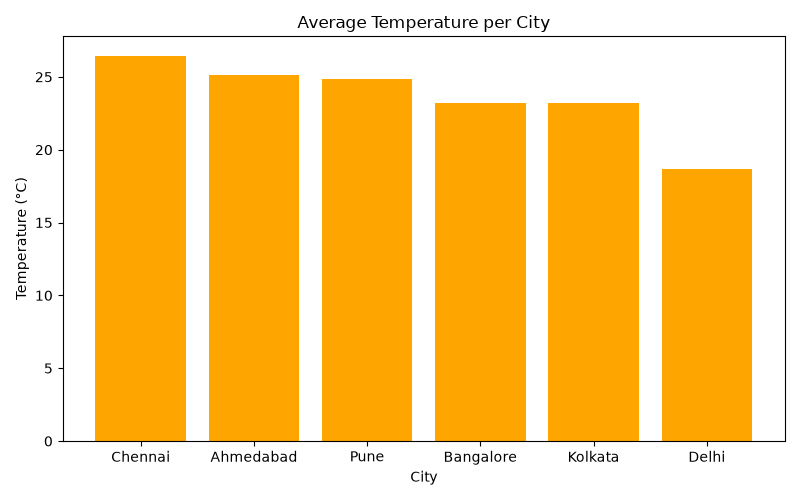 Average Temperature per City
Temperature (°C)
25
20
15
10
5
0
Chennai Ahmedabad Pune Bangalore Kolkata Delhi
City